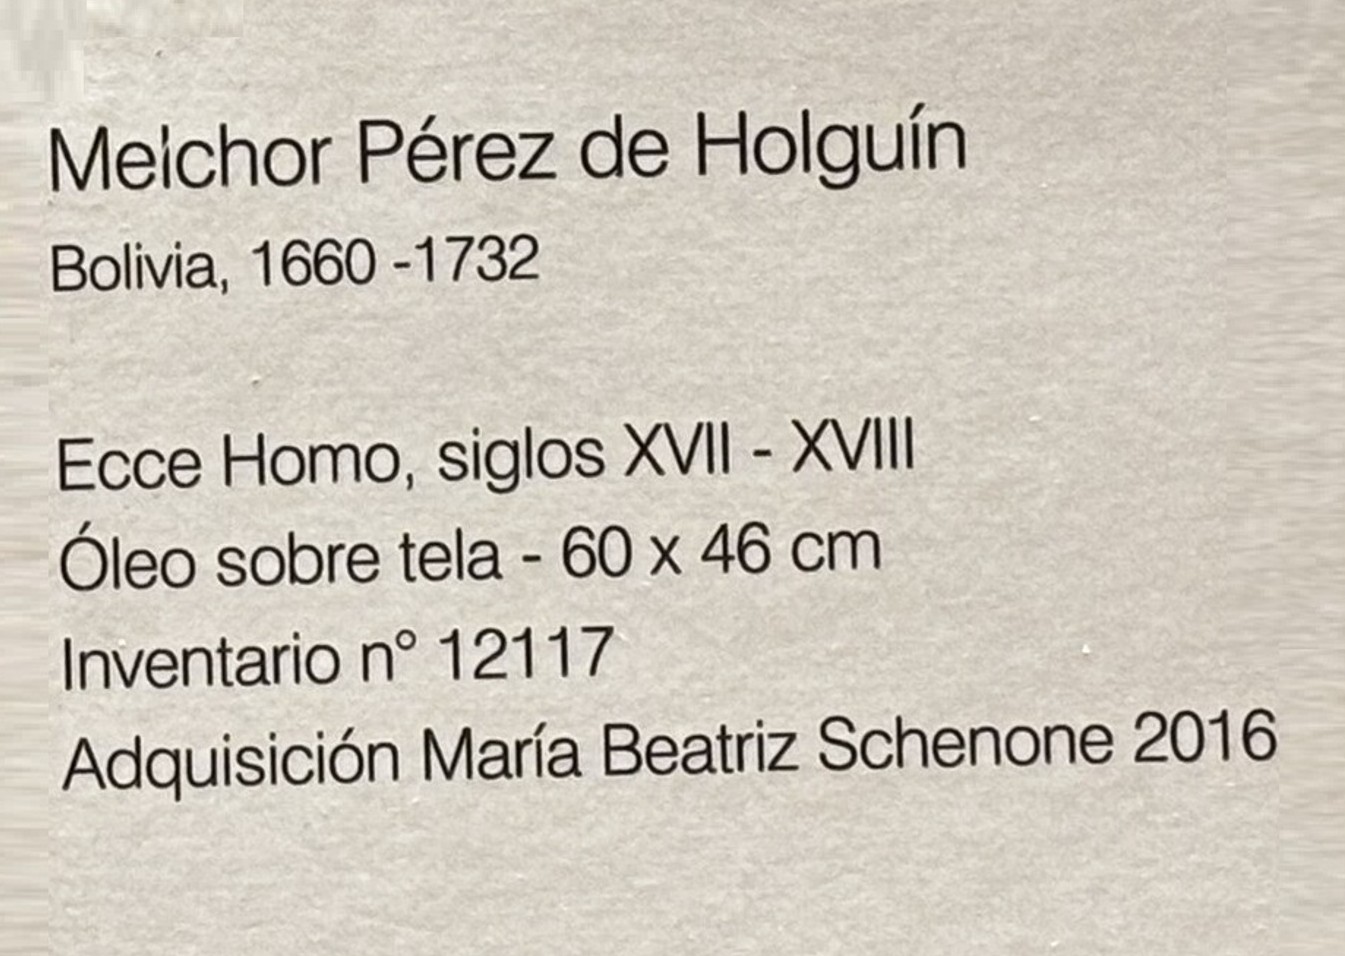 Melchor Pérez de Holguín
Bolivia, 1660 -1732
Ecce Homo, siglos XVII - XVIII
Óleo sobre tela - 60 x 46 cm
Inventario n° 12117
Adquisición María Beatriz Schenone 2016